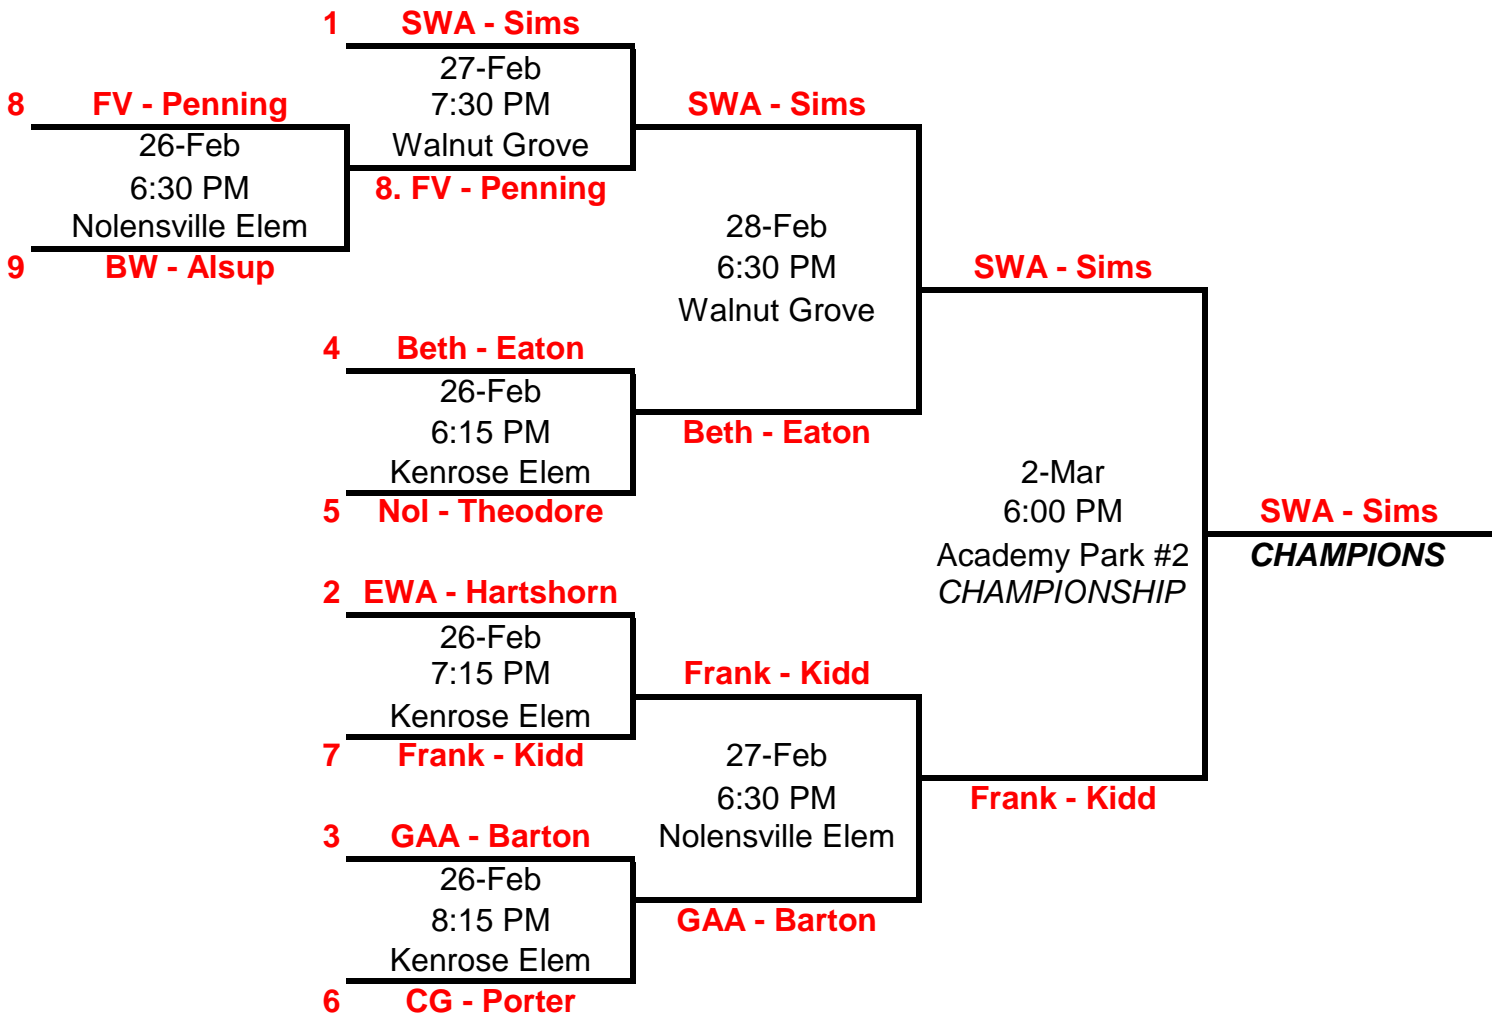 1 SWA - Sims
27-Feb
7:30 PM
Walnut Grove
8. FV - Penning
8 FV - Penning
26-Feb
6:30 PM
Nolensville Elem
9 BW - Alsup
SWA - Sims
28-Feb
6:30 PM
Walnut Grove
4 Beth - Eaton
26-Feb
6:15 PM
Kenrose Elem
5 Nol - Theodore
Beth - Eaton
SWA - Sims
2-Mar
6:00 PM
Academy Park #2
CHAMPIONSHIP
SWA - Sims
CHAMPIONS
2 EWA - Hartshorn
26-Feb
7:15 PM
Kenrose Elem
7 Frank - Kidd
Frank - Kidd
27-Feb
6:30 PM
Nolensville Elem
Frank - Kidd
3 GAA - Barton
26-Feb
8:15 PM
Kenrose Elem
6 CG - Porter
GAA - Barton